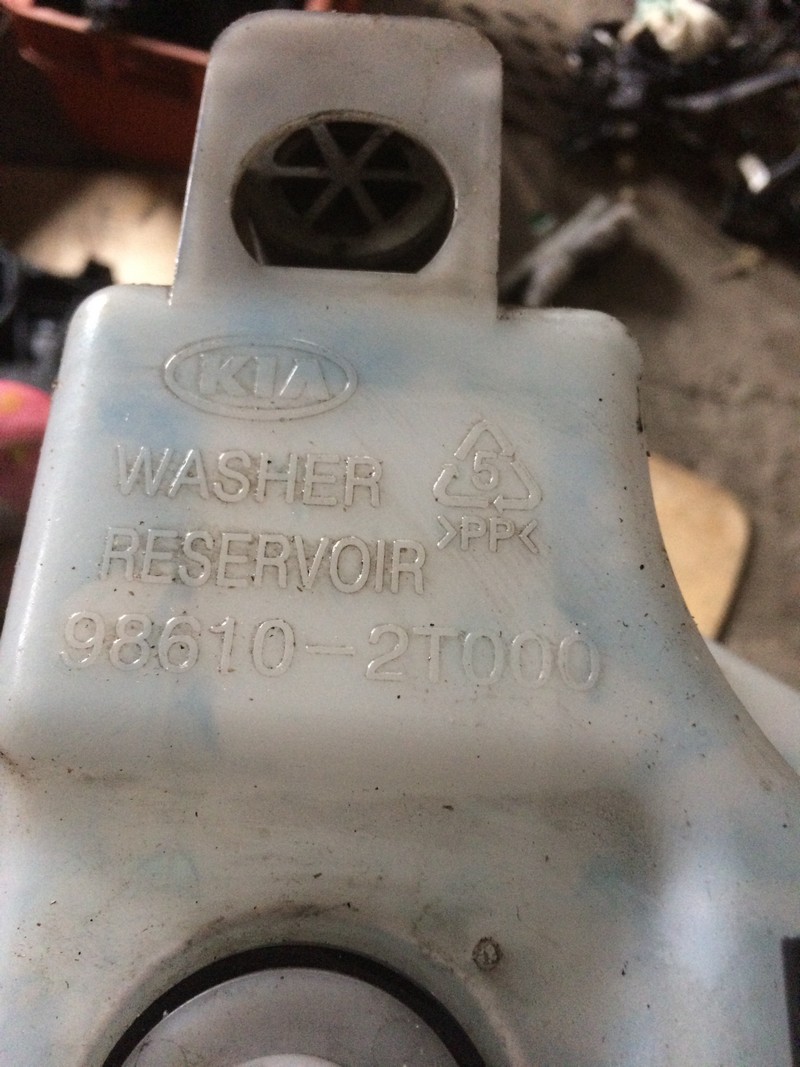 KIA
WASHER
RESERVOIR
5
>PP<
98610-2T000